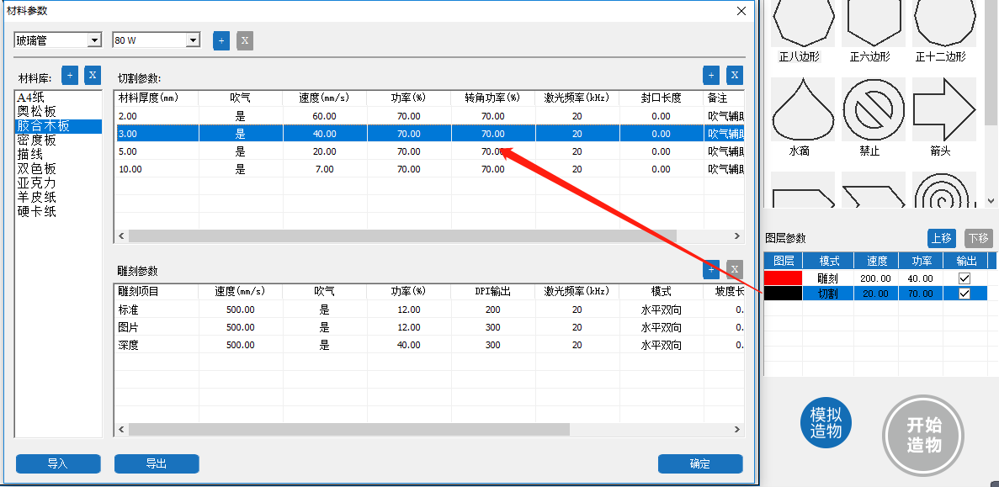 材料参数
玻璃管 80 W + X
材料库: + X
A4纸
奥松板
胶合木板
密度板
描线
双色板
亚克力
羊皮纸
硬卡纸
切割参数: + X
材料厚度(mm) 吹气 速度(mm/s) 功率(%) 转角功率(%) 激光频率(kHz) 封口长度 备注
2.00 是 60.00 70.00 70.00 20 0.00 吹气辅助
3.00 是 40.00 70.00 70.00 20 0.00 吹气辅助
5.00 是 20.00 70.00 70.00 20 0.00 吹气辅助
10.00 是 7.00 70.00 70.00 20 0.00 吹气辅助
雕刻参数 + X
雕刻项目 速度(mm/s) 吹气 功率(%) DPI输出 激光频率(kHz) 模式 坡度长
标准 500.00 是 12.00 200 20 水平双向 0.
图片 500.00 是 12.00 300 20 水平双向 0.
深度 500.00 是 40.00 300 20 水平双向 0.
导入 导出 确定
正八边形 正六边形 正十二边形
水滴 禁止 箭头
图层参数 上移 下移
图层 模式 速度 功率 输出
雕刻 200.00 40.00
切割 20.00 70.00
模拟
造物
开始
造物